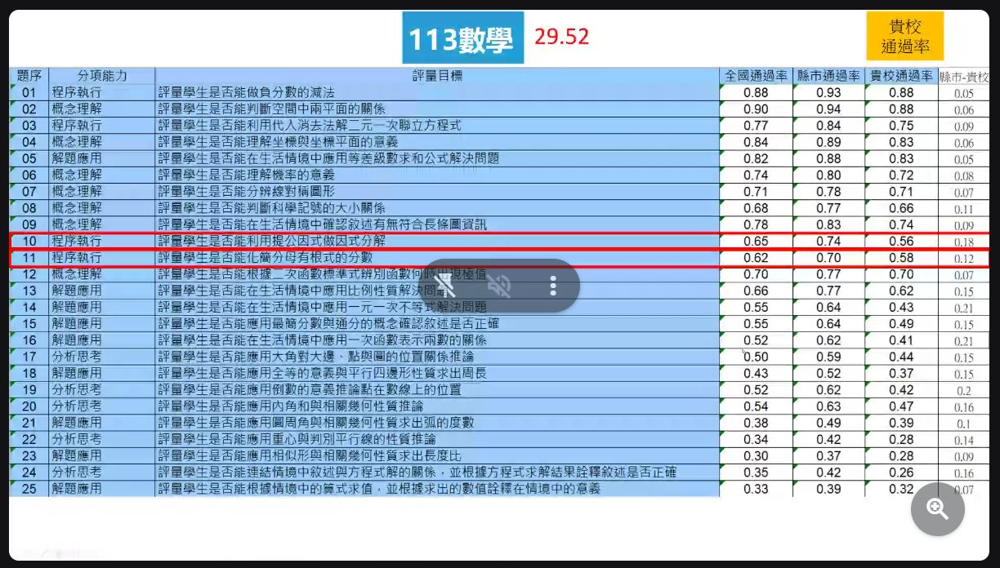 113數學 29.52
貴校
通過率
題序 分項能力 評量目標 全國通過率 縣市通過率 貴校通過率 縣市-貴校
01 程序執行 評量學生是否能做負分數的減法 0.88 0.93 0.88 0.05
02 概念理解 評量學生是否能判斷空間中兩平面的關係 0.90 0.94 0.88 0.06
03 程序執行 評量學生是否能利用代入消去法解二元一次聯立方程式 0.77 0.84 0.75 0.09
04 概念理解 評量學生是否能理解坐標與坐標平面的意義 0.84 0.89 0.83 0.06
05 解題應用 評量學生是否能在生活情境中應用等差級數求和公式解決問題 0.82 0.88 0.83 0.05
06 概念理解 評量學生是否能理解機率的意義 0.74 0.80 0.72 0.08
07 概念理解 評量學生是否能分辨線對稱圖形 0.71 0.78 0.71 0.07
08 概念理解 評量學生是否能判斷科學記號的大小關係 0.68 0.77 0.66 0.11
09 概念理解 評量學生是否能在生活情境中確認敘述有無符合長條圖資訊 0.78 0.83 0.74 0.09
10 程序執行 評量學生是否能利用提公因式做因式分解 0.65 0.74 0.56 0.18
11 程序執行 評量學生是否能化簡分母有根式的分數 0.62 0.70 0.58 0.12
12 概念理解 評量學生是否能根據二次函數標準式辨別函數何時出現極值 0.70 0.77 0.70 0.07
13 解題應用 評量學生是否能在生活情境中應用比例性質解決問題 0.66 0.77 0.62 0.15
14 解題應用 評量學生是否能在生活情境中應用一元一次不等式解決問題 0.55 0.64 0.43 0.21
15 解題應用 評量學生是否能應用最簡分數與通分的概念確認敘述是否正確 0.55 0.64 0.49 0.15
16 解題應用 評量學生是否能在生活情境中應用一次函數表示兩數的關係 0.52 0.62 0.41 0.21
17 分析思考 評量學生是否能應用大角對大邊、點與圓的位置關係推論 0.50 0.59 0.44 0.15
18 解題應用 評量學生是否能應用全等的意義與平行四邊形性質求出周長 0.43 0.52 0.37 0.15
19 分析思考 評量學生是否能應用倒數的意義推論點在數線上的位置 0.52 0.62 0.42 0.2
20 分析思考 評量學生是否能應用內角和與相關幾何性質推論 0.54 0.63 0.47 0.16
21 解題應用 評量學生是否能應用圓周角與相關幾何性質求出弧的度數 0.38 0.49 0.39 0.1
22 分析思考 評量學生是否能應用重心與判別平行線的性質推論 0.34 0.42 0.28 0.14
23 解題應用 評量學生是否能應用相似形與相關幾何性質求出長度比 0.30 0.37 0.28 0.09
24 分析思考 評量學生是否能連結情境中敘述與方程式解的關係，並根據方程式求解結果詮釋敘述是否正確 0.35 0.42 0.26 0.16
25 解題應用 評量學生是否能根據情境中的算式求值，並根據求出的數值詮釋在情境中的意義 0.33 0.39 0.32 0.07